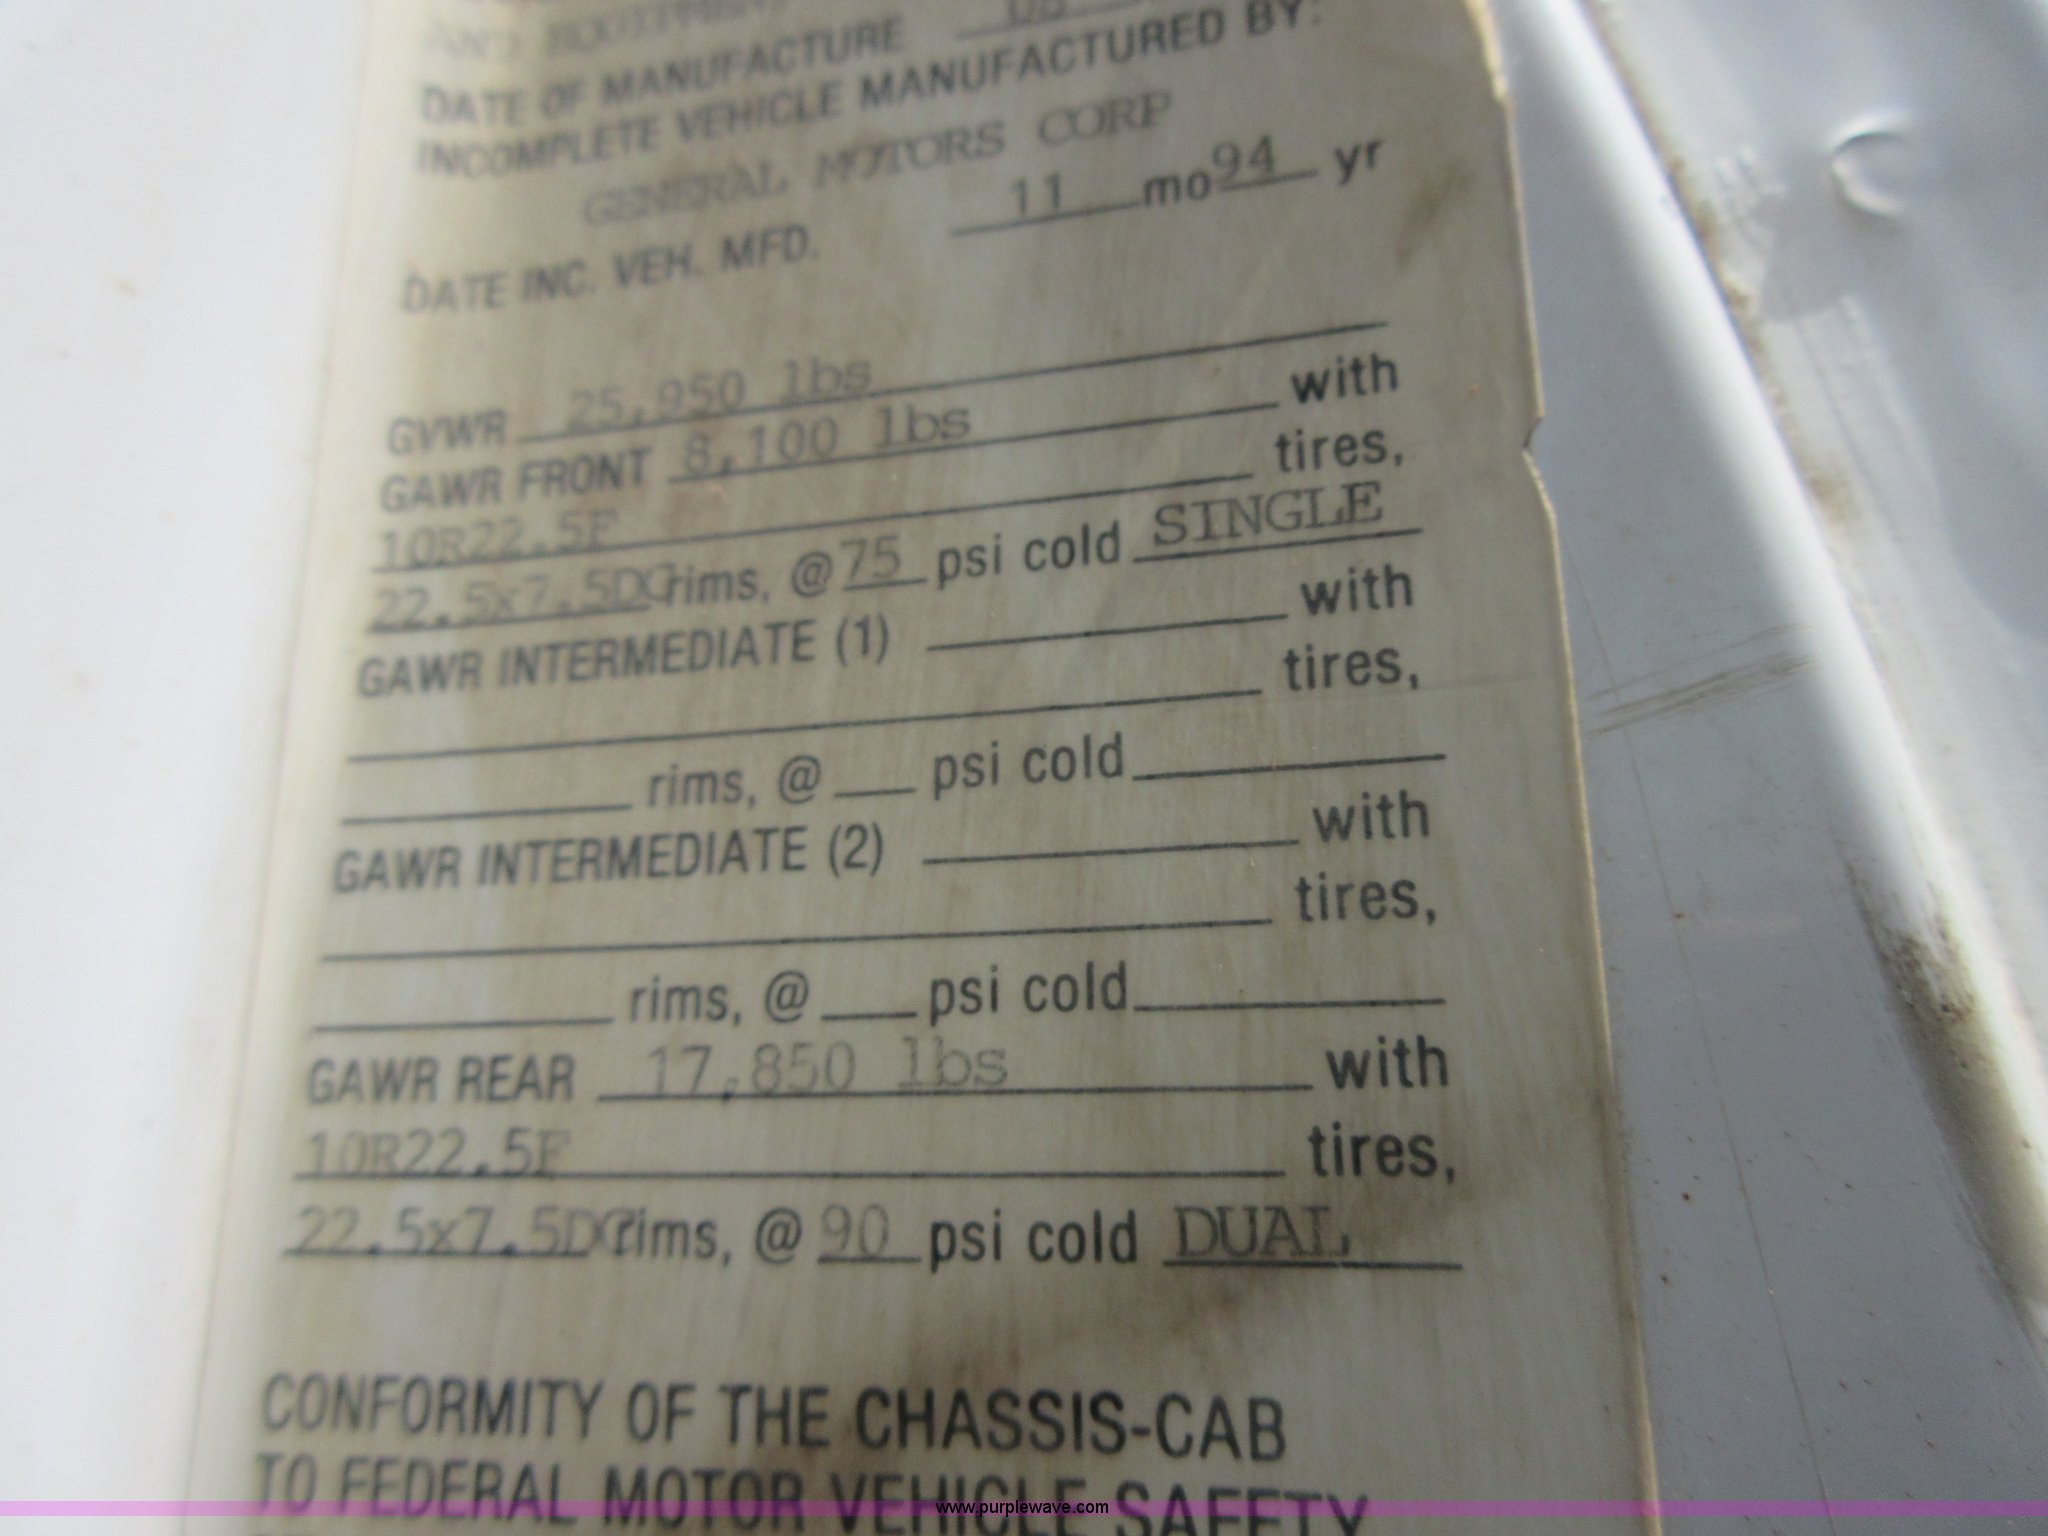 AND EQUIPMENT
DATE OF MANUFACTURE
INCOMPLETE VEHICLE MANUFACTURED BY:
GENERAL MOTORS CORP
DATE INC. VEH. MFD. 11 mo 94 yr
GVWR 25,950 lbs
GAWR FRONT 8,100 lbs with
10R22.5F tires,
22.5x7.5DC rims, @ 75 psi cold SINGLE
GAWR INTERMEDIATE (1) with
tires,
rims, @ psi cold
GAWR INTERMEDIATE (2) with
tires,
rims, @ psi cold
GAWR REAR 17,850 lbs with
10R22.5F tires,
22.5x7.5DC rims, @ 90 psi cold DUAL
CONFORMITY OF THE CHASSIS-CAB
TO FEDERAL MOTOR VEHICLE SAFETY
www.purplewave.com